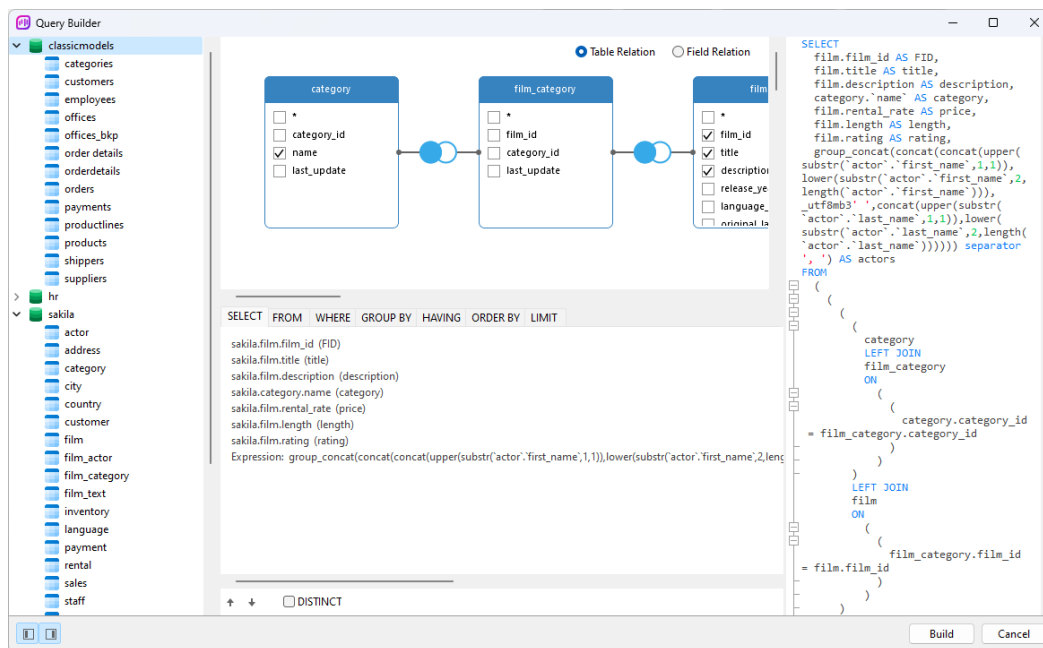 Query Builder
classicmodels
categories
customers
employees
offices
offices_bkp
order details
orderdetails
orders
payments
productlines
products
shippers
suppliers
hr
sakila
actor
address
category
city
country
customer
film
film_actor
film_category
film_text
inventory
language
payment
rental
sales
staff
Table Relation
Field Relation
category
*
category_id
name
last_update
film_category
*
film_id
category_id
last_update
film
*
film_id
title
descriptio
release_ye
language_
original_la
SELECT FROM WHERE GROUP BY HAVING ORDER BY LIMIT
sakila.film.film_id (FID)
sakila.film.title (title)
sakila.film.description (description)
sakila.category.name (category)
sakila.film.rental_rate (price)
sakila.film.length (length)
sakila.film.rating (rating)
Expression: group_concat(concat(concat(upper(substr(`actor`.`first_name`,1,1)),lower(substr(`actor`.`first_name`,2,leng
DISTINCT
SELECT
film.film_id AS FID,
film.title AS title,
film.description AS description,
category.`name` AS category,
film.rental_rate AS price,
film.length AS length,
film.rating AS rating,
group_concat(concat(concat(upper(
substr(`actor`.`first_name`,1,1)),
lower(substr(`actor`.`first_name`,2,
length(`actor`.`first_name`))),
_utf8mb3' ',concat(upper(substr(
`actor`.`last_name`,1,1)),lower(
substr(`actor`.`last_name`,2,length(
`actor`.`last_name`)))))) separator
', ') AS actors
FROM
(
(
(
(
category
LEFT JOIN
film_category
ON
(
(
category.category_id
= film_category.category_id
)
)
)
LEFT JOIN
film
ON
(
(
film_category.film_id
= film.film_id
)
)
)
Build
Cancel